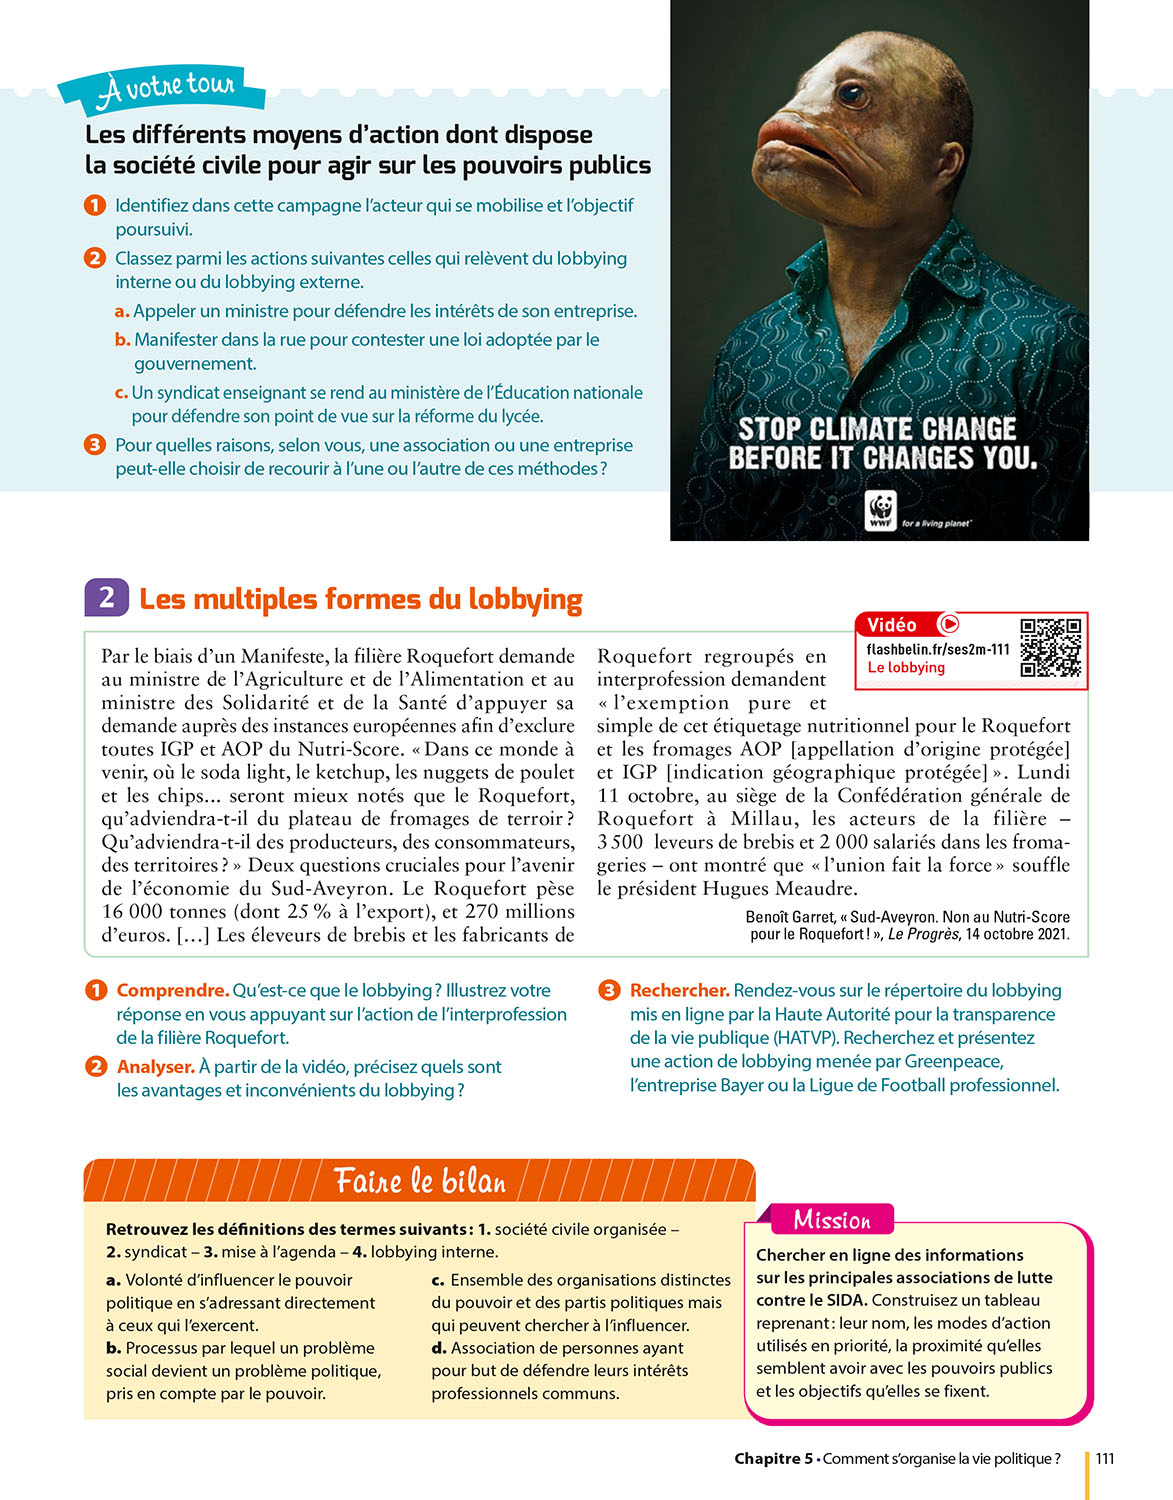 À votre tour
Les différents moyens d'action dont dispose
la société civile pour agir sur les pouvoirs publics
1 Identifiez dans cette campagne l'acteur qui se mobilise et l'objectif
poursuivi.
2 Classez parmi les actions suivantes celles qui relèvent du lobbying
interne ou du lobbying externe.
a. Appeler un ministre pour défendre les intérêts de son entreprise.
b. Manifester dans la rue pour contester une loi adoptée par le
gouvernement.
c. Un syndicat enseignant se rend au ministère de l'Éducation nationale
pour défendre son point de vue sur la réforme du lycée.
3 Pour quelles raisons, selon vous, une association ou une entreprise
peut-elle choisir de recourir à l'une ou l'autre de ces méthodes ?
STOP CLIMATE CHANGE
BEFORE IT CHANGES YOU.
WWF
for a living planet
2 Les multiples formes du lobbying
Par le biais d'un Manifeste, la filière Roquefort demande
au ministre de l'Agriculture et de l'Alimentation et au
ministre des Solidarité et de la Santé d'appuyer sa
demande auprès des instances européennes afin d'exclure
toutes IGP et AOP du Nutri-Score. « Dans ce monde à
venir, où le soda light, le ketchup, les nuggets de poulet
et les chips... seront mieux notés que le Roquefort,
qu'adviendra-t-il du plateau de fromages de terroir ?
Qu'adviendra-t-il des producteurs, des consommateurs,
des territoires ? » Deux questions cruciales pour l'avenir
de l'économie du Sud-Aveyron. Le Roquefort pèse
16 000 tonnes (dont 25 % à l'export), et 270 millions
d'euros. […] Les éleveurs de brebis et les fabricants de
Roquefort regroupés en
interprofession demandent
« l'exemption pure et
simple de cet étiquetage nutritionnel pour le Roquefort
et les fromages AOP [appellation d'origine protégée]
et IGP [indication géographique protégée] ». Lundi
11 octobre, au siège de la Confédération générale de
Roquefort à Millau, les acteurs de la filière –
3 500 leveurs de brebis et 2 000 salariés dans les froma-
geries – ont montré que « l'union fait la force » souffle
le président Hugues Meaudre.
Benoît Garret, « Sud-Aveyron. Non au Nutri-Score
pour le Roquefort ! », Le Progrès, 14 octobre 2021.
Vidéo
flashbelin.fr/ses2m-111
Le lobbying
1 Comprendre. Qu'est-ce que le lobbying ? Illustrez votre
réponse en vous appuyant sur l'action de l'interprofession
de la filière Roquefort.
2 Analyser. À partir de la vidéo, précisez quels sont
les avantages et inconvénients du lobbying ?
3 Rechercher. Rendez-vous sur le répertoire du lobbying
mis en ligne par la Haute Autorité pour la transparence
de la vie publique (HATVP). Recherchez et présentez
une action de lobbying menée par Greenpeace,
l'entreprise Bayer ou la Ligue de Football professionnel.
Faire le bilan
Retrouvez les définitions des termes suivants : 1. société civile organisée –
2. syndicat – 3. mise à l'agenda – 4. lobbying interne.
a. Volonté d'influencer le pouvoir
politique en s'adressant directement
à ceux qui l'exercent.
b. Processus par lequel un problème
social devient un problème politique,
pris en compte par le pouvoir.
c. Ensemble des organisations distinctes
du pouvoir et des partis politiques mais
qui peuvent chercher à l'influencer.
d. Association de personnes ayant
pour but de défendre leurs intérêts
professionnels communs.
Mission
Chercher en ligne des informations
sur les principales associations de lutte
contre le SIDA. Construisez un tableau
reprenant : leur nom, les modes d'action
utilisés en priorité, la proximité qu'elles
semblent avoir avec les pouvoirs publics
et les objectifs qu'elles se fixent.
Chapitre 5 • Comment s'organise la vie politique ? 111